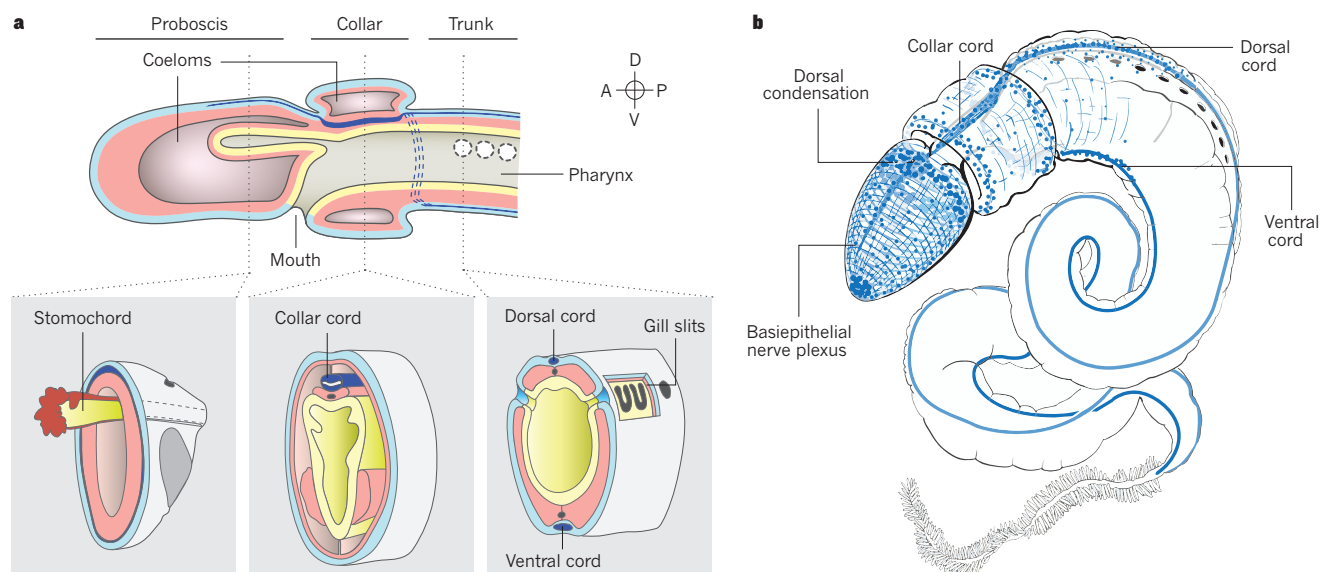 a
Proboscis
Collar
Trunk
Coeloms
D
A
P
V
Pharynx
Mouth
Stomochord
Collar cord
Dorsal cord
Gill slits
Ventral cord
b
Collar cord
Dorsal
cord
Dorsal
condensation
Ventral
cord
Basiepithelial
nerve plexus